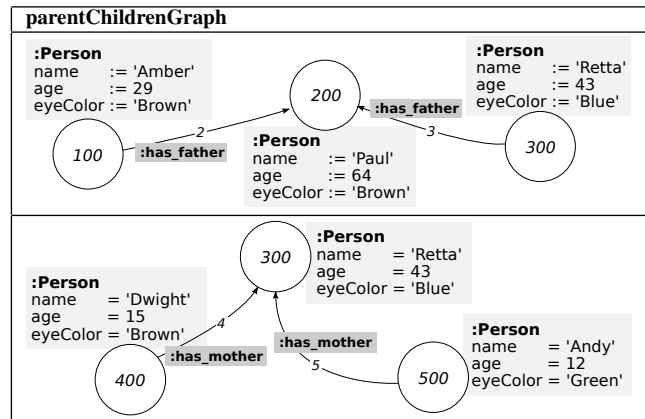 parentChildrenGraph
:Person
name := 'Amber'
age := 29
eyeColor := 'Brown'
:Person
name := 'Retta'
age := 43
eyeColor := 'Blue'
200
:has_father
2
:has_father
3
100
300
:Person
name := 'Paul'
age := 64
eyeColor := 'Brown'
:Person
name = 'Retta'
age = 43
eyeColor = 'Blue'
300
:Person
name = 'Dwight'
age = 15
eyeColor = 'Brown'
4
:has_mother
:has_mother
5
:Person
name = 'Andy'
age = 12
eyeColor = 'Green'
400
500